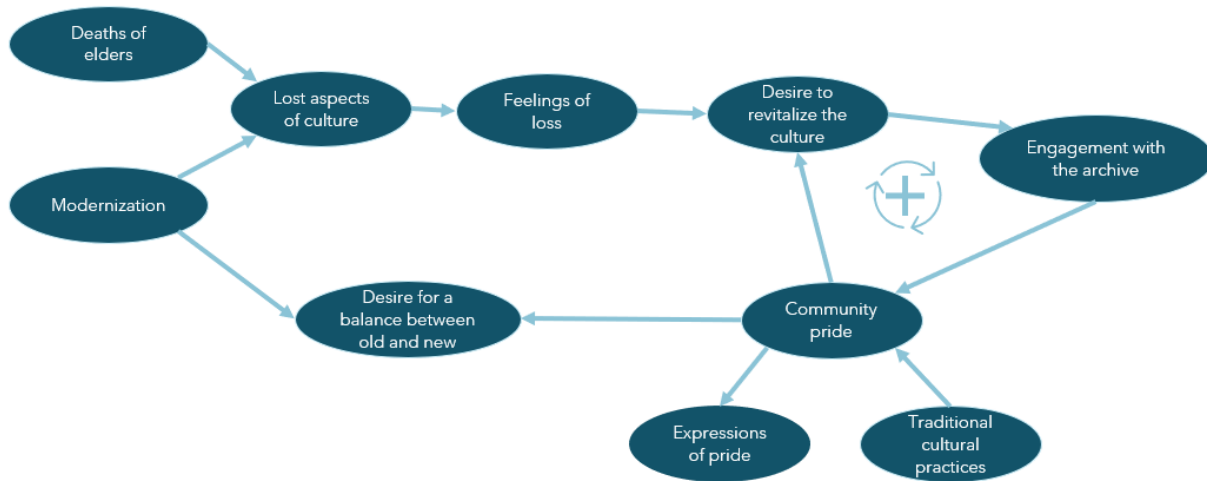 Deaths of
elders
Lost aspects
of culture
Feelings of
loss
Desire to
revitalize the
culture
Engagement with
the archive
Modernization
Desire for a
balance between
old and new
Community
pride
Expressions
of pride
Traditional
cultural
practices